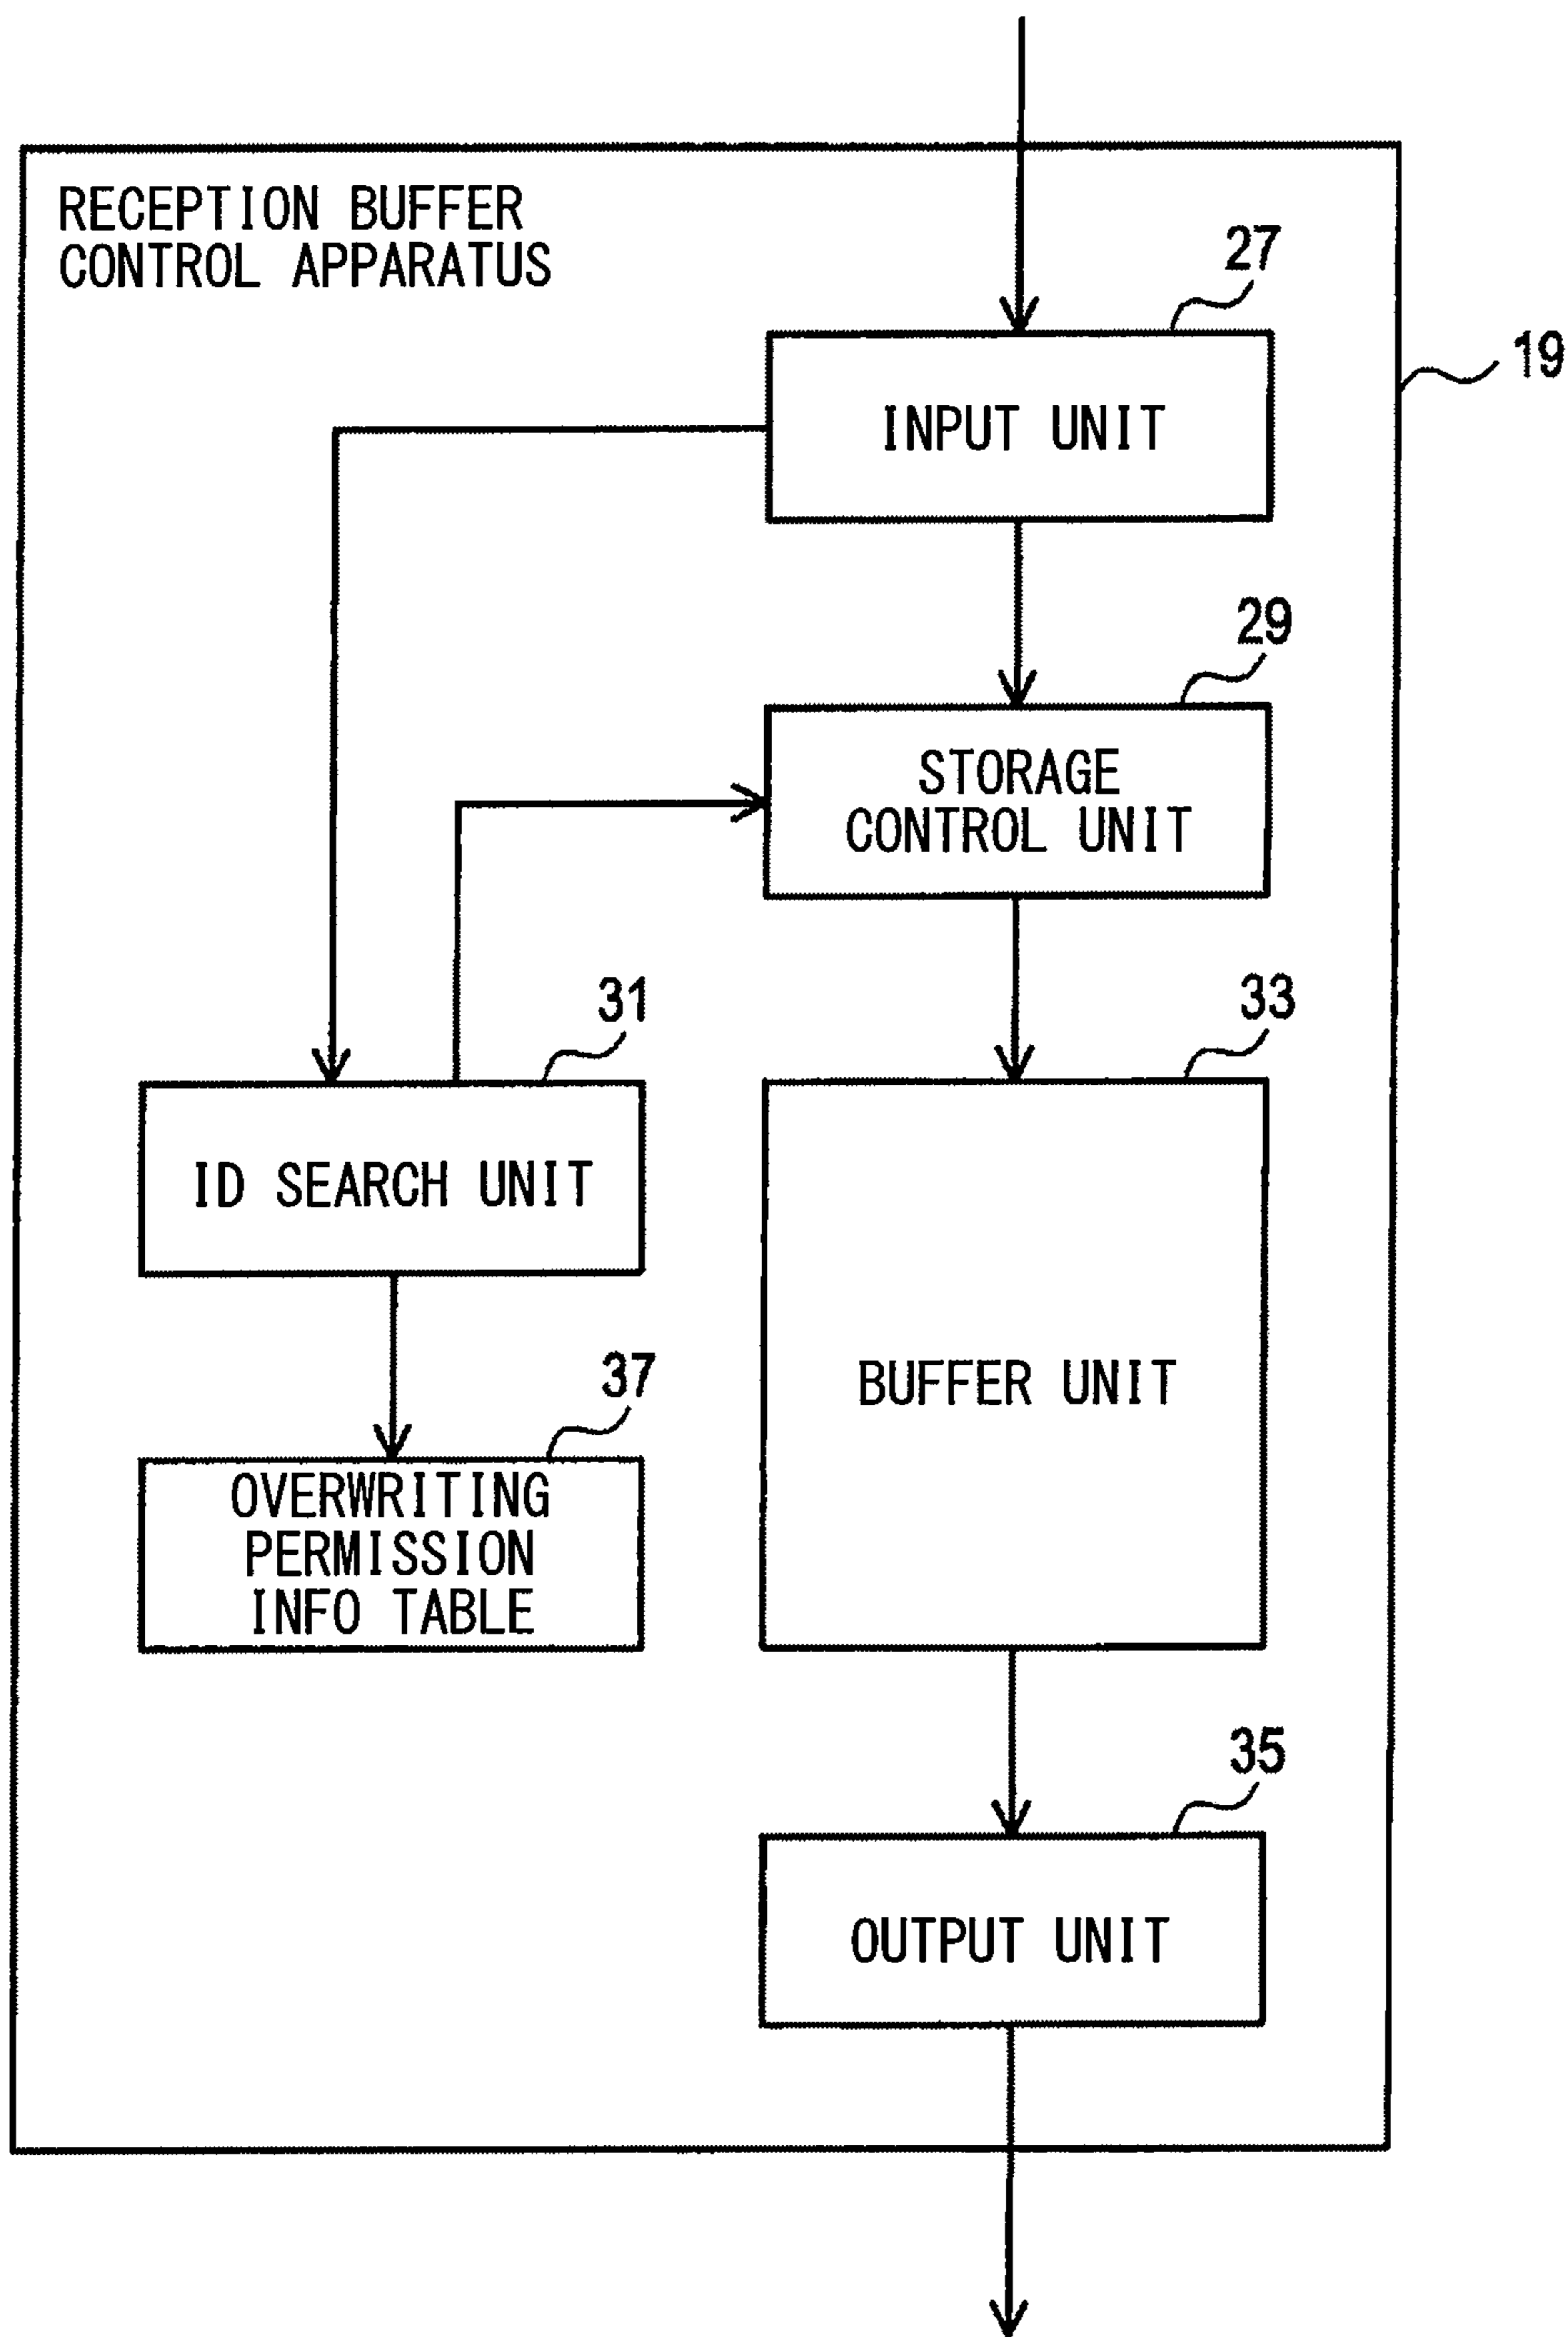 RECEPTION BUFFER
CONTROL APPARATUS
27
19
INPUT UNIT
29
STORAGE
CONTROL UNIT
31
33
ID SEARCH UNIT
BUFFER UNIT
37
OVERWRITING
PERMISSION
INFO TABLE
35
OUTPUT UNIT